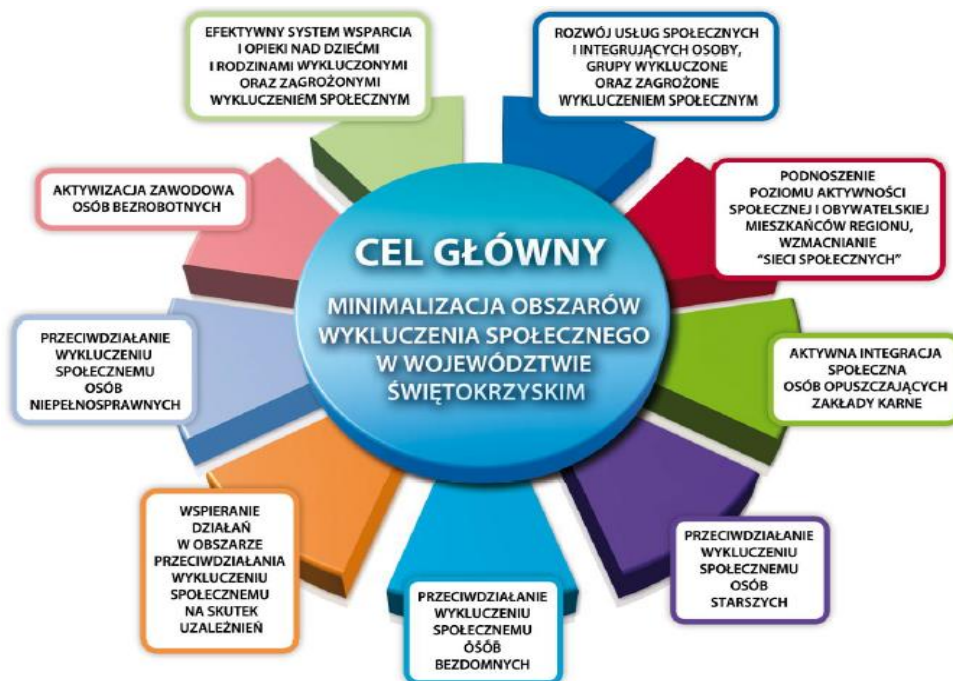 EFEKTYWNY SYSTEM WSPARCIA
I OPIEKI NAD DZIEĆMI
I RODZINAMI WYKLUCZONYMI
ORAZ ZAGROŻONYMI
WYKLUCZENIEM SPOŁECZNYM
ROZWÓJ USŁUG SPOŁECZNYCH
I INTEGRUJĄCYCH OSOBY,
GRUPY WYKLUCZONE
ORAZ ZAGROŻONE
WYKLUCZENIEM SPOŁECZNYM
AKTYWIZACJA ZAWODOWA
OSÓB BEZROBOTNYCH
PODNOSZENIE
POZIOMU AKTYWNOŚCI
SPOŁECZNEJ I OBYWATELSKIEJ
MIESZKAŃCÓW REGIONU,
WZMACNIANIE
"SIECI SPOŁECZNYCH"
CEL GŁÓWNY
MINIMALIZACJA OBSZARÓW
WYKLUCZENIA SPOŁECZNEGO
W WOJEWÓDZTWIE
ŚWIĘTOKRZYSKIM
PRZECIWDZIAŁANIE
WYKLUCZENIU
SPOŁECZNEMU
OSÓB
NIEPEŁNOSPRAWNYCH
AKTYWNA INTEGRACJA
SPOŁECZNA
OSÓB OPUSZCZAJĄCYCH
ZAKŁADY KARNE
WSPIERANIE
DZIAŁAŃ
W OBSZARZE
PRZECIWDZIAŁANIA
WYKLUCZENIU
SPOŁECZNEMU
NA SKUTEK
UZALEŻNIEŃ
PRZECIWDZIAŁANIE
WYKLUCZENIU
SPOŁECZNEMU
ÓSÓB
BEZDOMNYCH
PRZECIWDZIAŁANIE
WYKLUCZENIU
SPOŁECZNEMU
OSÓB
STARSZYCH